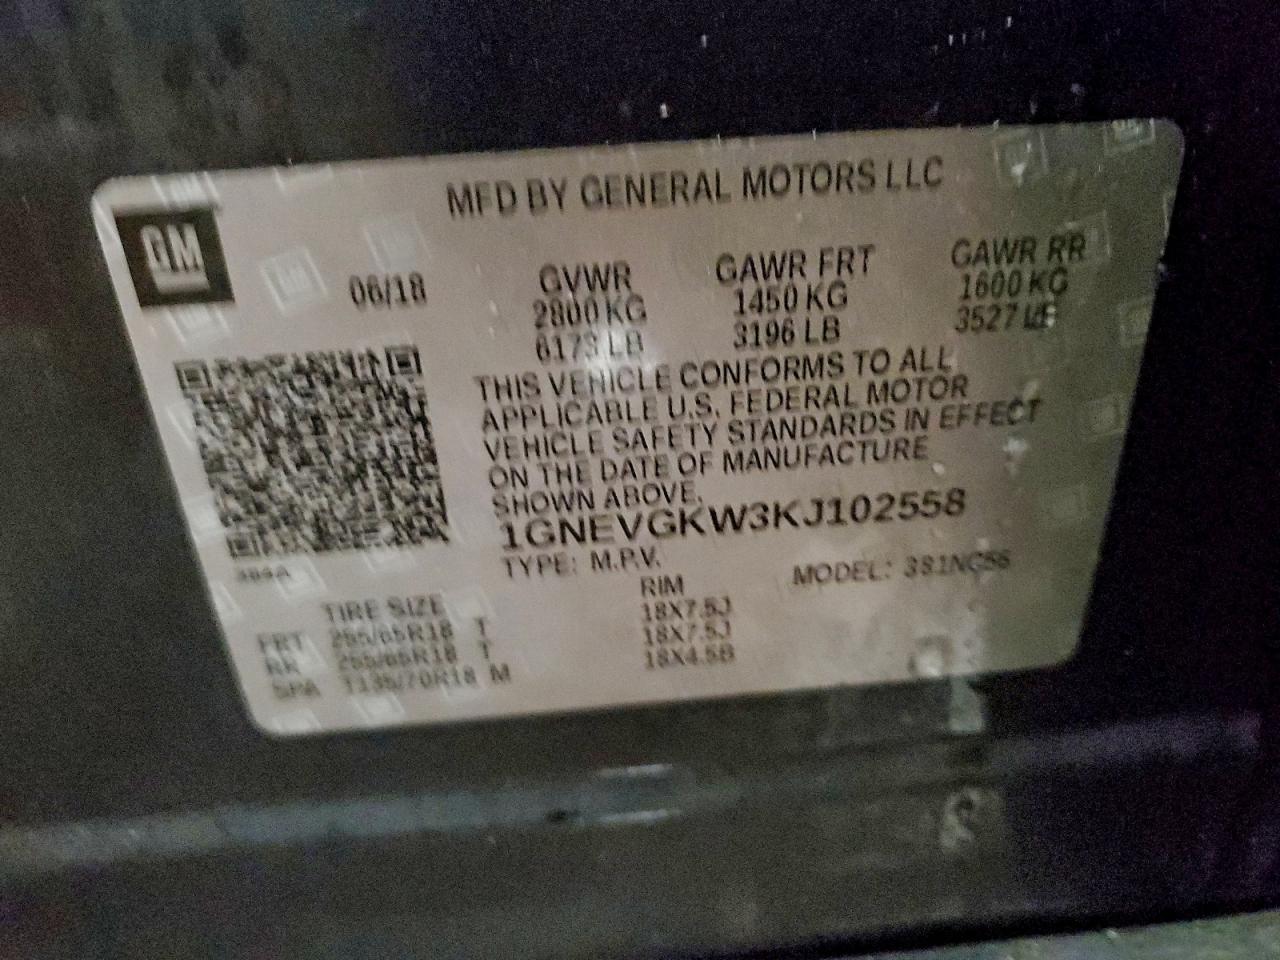 MFD BY GENERAL MOTORS LLC
GM
06/18
GVWR
2800 KG
6173 LB
GAWR FRT
1450 KG
3196 LB
GAWR RR
1600 KG
3527 LB
THIS VEHICLE CONFORMS TO ALL
APPLICABLE U.S. FEDERAL MOTOR
VEHICLE SAFETY STANDARDS IN EFFECT
ON THE DATE OF MANUFACTURE
SHOWN ABOVE.
1GNEVGKW3KJ102558
TYPE: M.P.V.
MODEL:
TIRE SIZE RIM
FRT 255/65R18 T 18X7.5J
RR 255/65R18 T 18X7.5J
SPA T135/70R18 M 18X4.5B